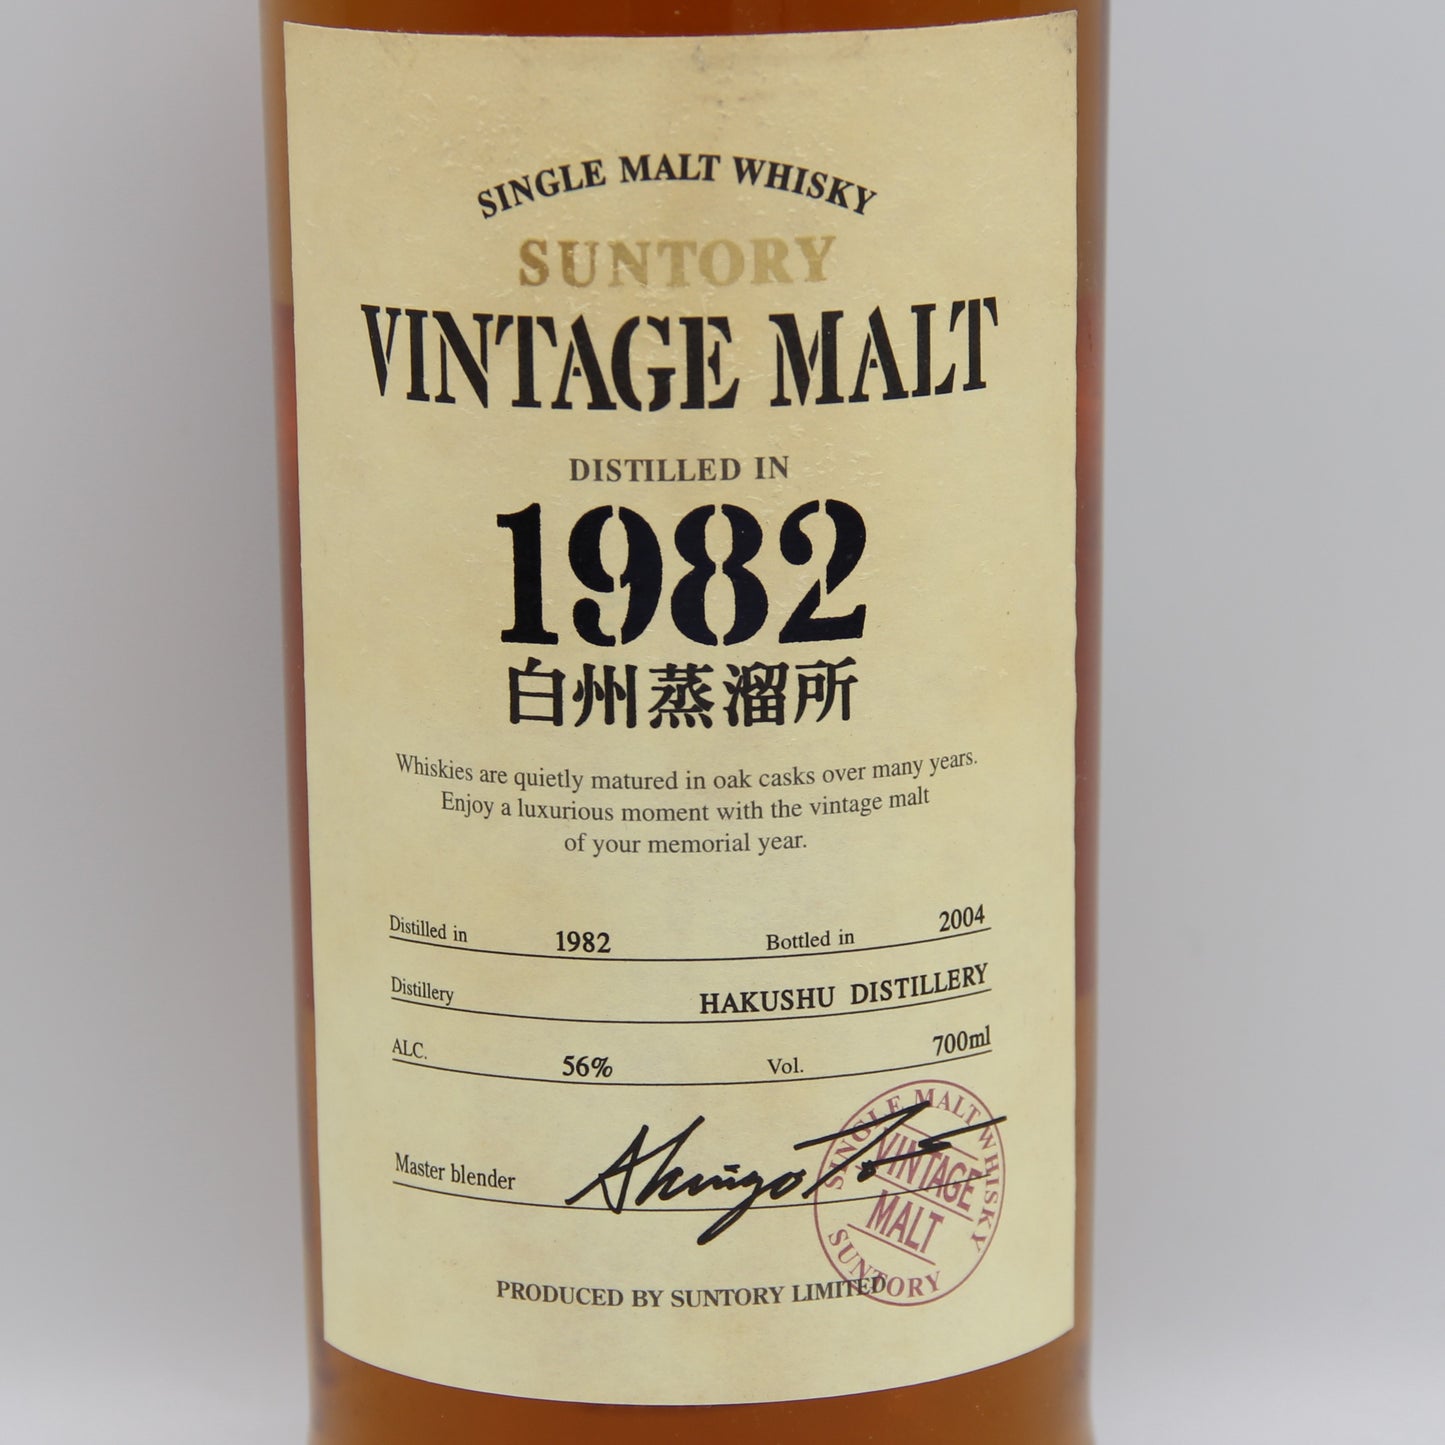 SINGLE MALT WHISKY
SUNTORY
VINTAGE MALT
DISTILLED IN
1982
白州蒸溜所
Whiskies are quietly matured in oak casks over many years.
Enjoy a luxurious moment with the vintage malt
of your memorial year.
Distilled in 1982 Bottled in 2004
Distillery HAKUSHU DISTILLERY
ALC. 56% Vol. 700ml
Master blender
SINGLE MALT WHISKY
VINTAGE
MALT
SUNTORY
PRODUCED BY SUNTORY LIMITED